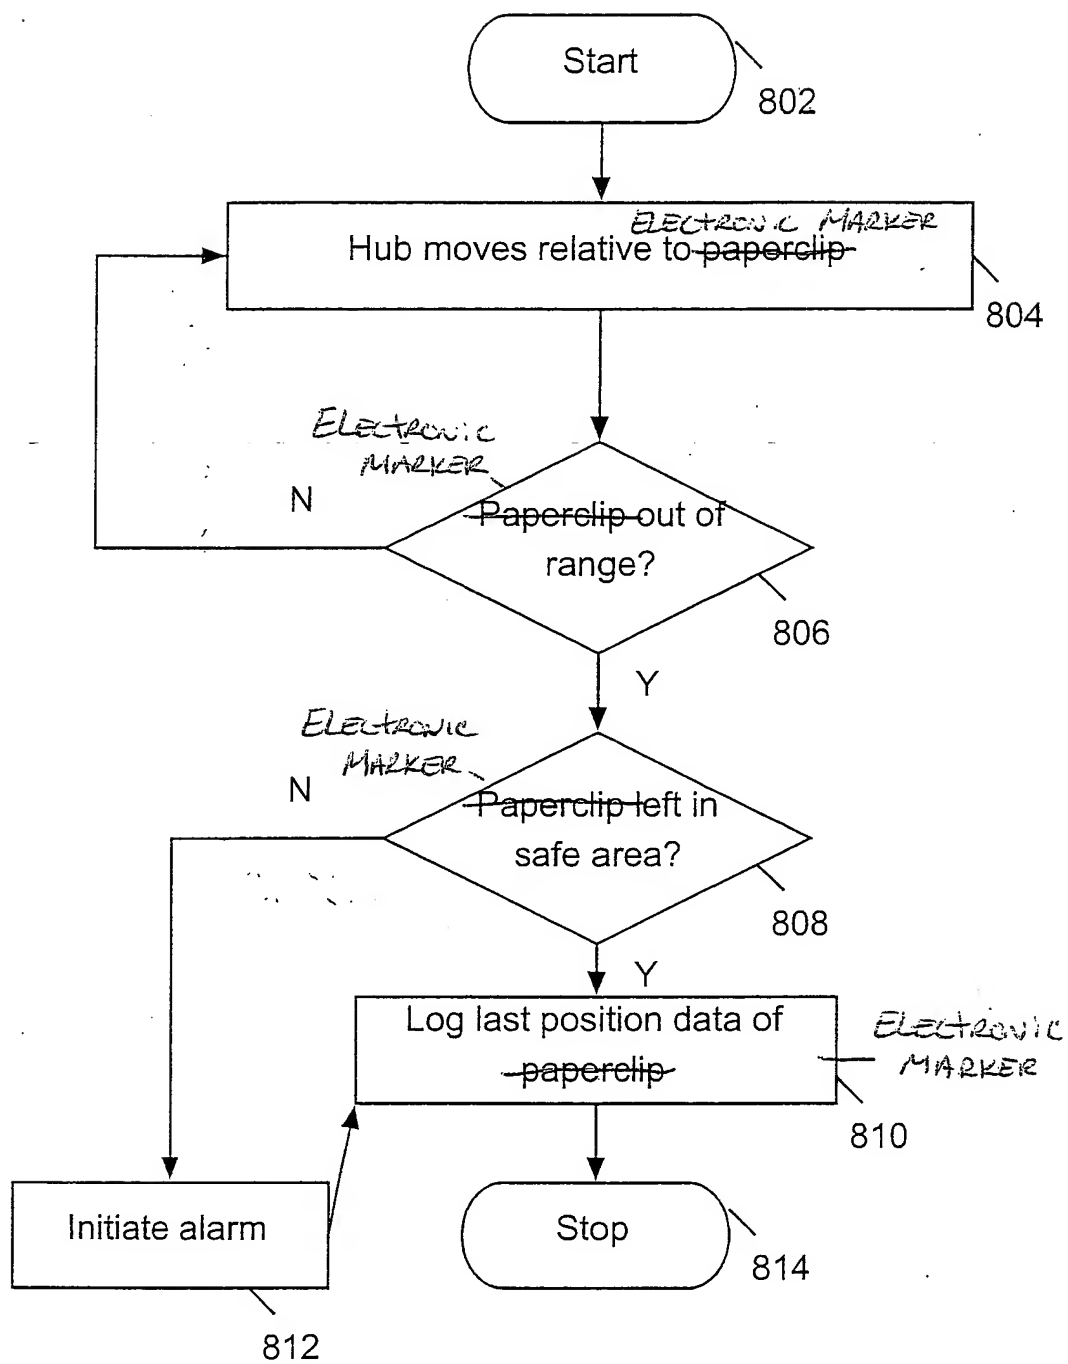 Start
802
ELECTRONIC MARKER
Hub moves relative to paperclip
804
ELECTRONIC
MARKER
N
Paperclip out of
range?
806
Y
ELECTRONIC
MARKER
N
Paperclip left in
safe area?
808
Y
Log last position data of
paperclip
ELECTRONIC
MARKER
810
Initiate alarm
812
Stop
814